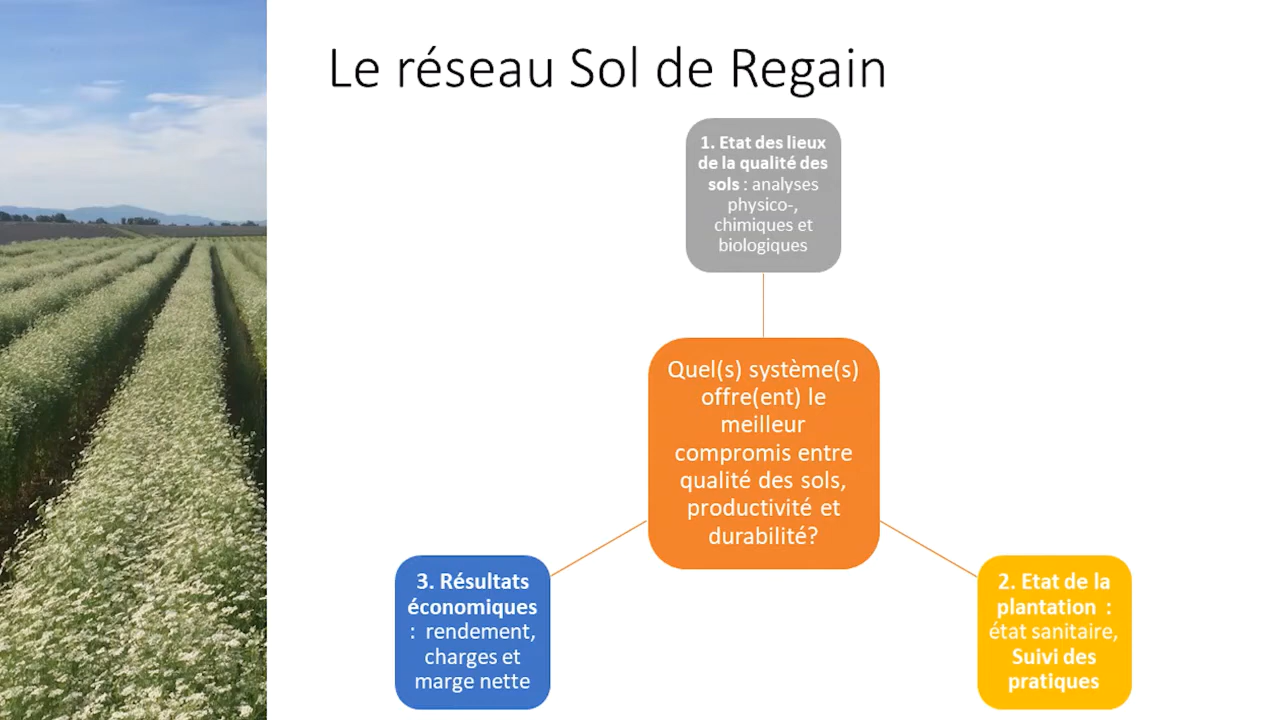 Le réseau Sol de Regain
1. Etat des lieux
de la qualité des
sols : analyses
physico-,
chimiques et
biologiques
Quel(s) système(s)
offre(ent) le
meilleur
compromis entre
qualité des sols,
productivité et
durabilité?
3. Résultats
économiques
: rendement,
charges et
marge nette
2. Etat de la
plantation :
état sanitaire,
Suivi des
pratiques